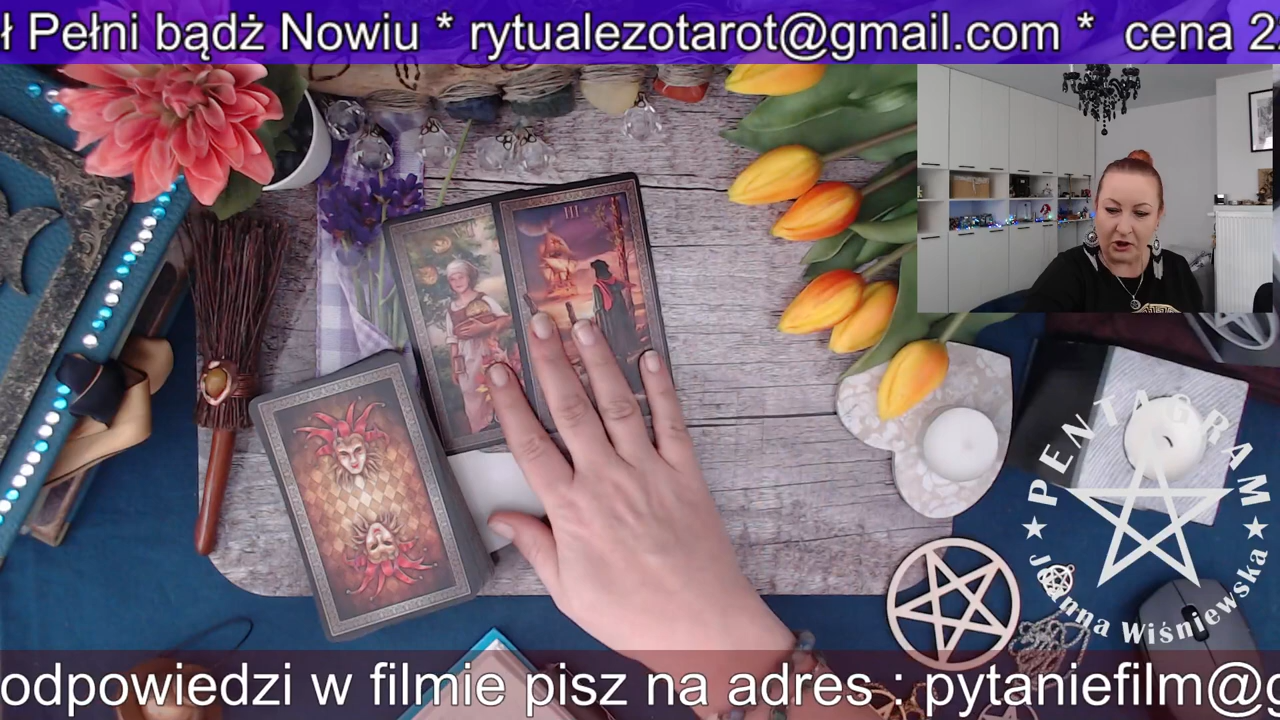 ł Pełni bądź Nowiu * rytualezotarot@gmail.com * cena 2
III
PENTAGRAM
Joanna Wiśniewska
odpowiedzi w filmie pisz na adres : pytaniefilm@g